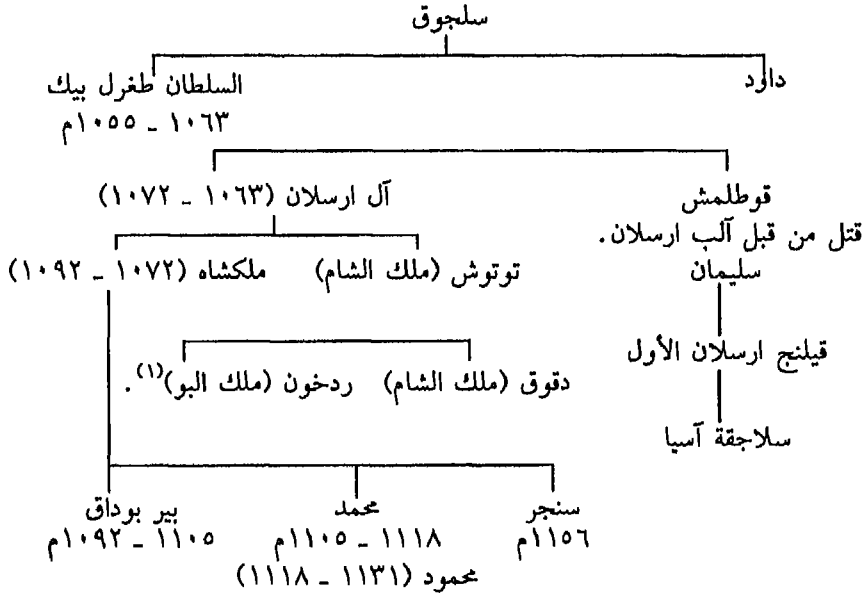 سلجوق
داود السلطان طغرل بيك
١٠٥٥ ـ ١٠٦٣م
قوطلمش آل ارسلان (١٠٦٣ ـ ١٠٧٢)
قتل من قبل آلب ارسلان.
سليمان توتوش (ملك الشام) ملكشاه (١٠٧٢ ـ ١٠٩٢)
قيلنج ارسلان الأول
دقوق (ملك الشام) ردخون (ملك البو)(١).
سلاجقة آسيا
سنجر محمد بير بوداق
١١٥٦م ١١٠٥ ـ ١١١٨م ١٠٩٢ ـ ١١٠٥م
محمود (١١١٨ ـ ١١٣١)